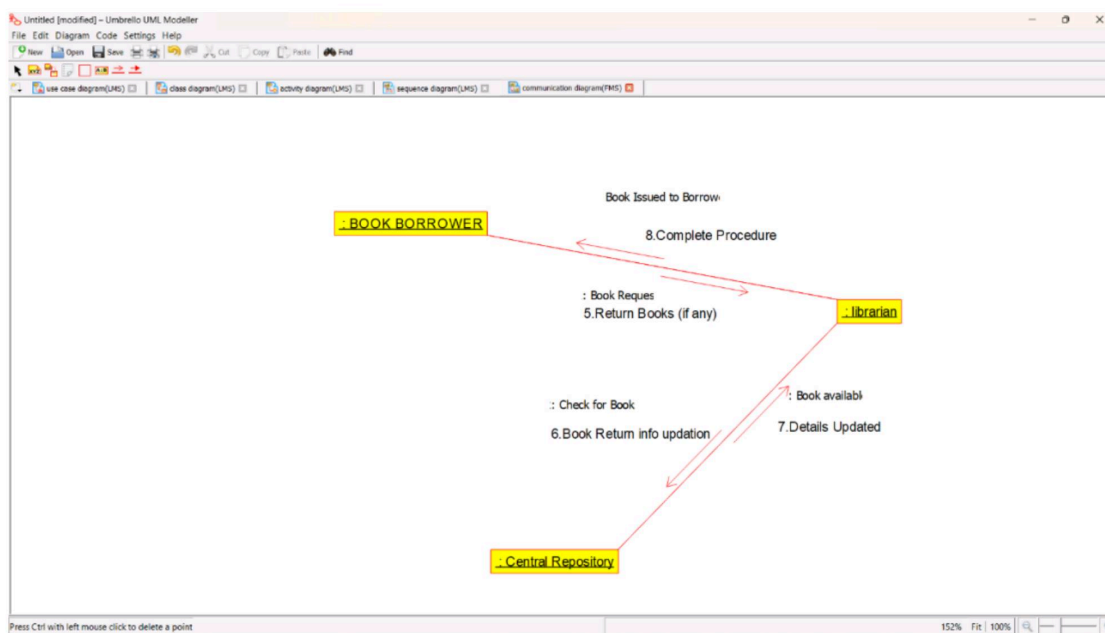 Untitled [modified] – Umbrello UML Modeller
File Edit Diagram Code Settings Help
New Open Save Cut Copy Paste Find
use case diagram(LMS) class diagram(LMS) activity diagram(LMS) sequence diagram(LMS) communication diagram(FMS)
Book Issued to Borrow
: BOOK BORROWER
8.Complete Procedure
: Book Reques
5.Return Books (if any)
: librarian
: Book availabl
:: Check for Book
7.Details Updated
6.Book Return info updation
: Central Repository
Press Ctrl with left mouse click to delete a point
152% Fit 100%